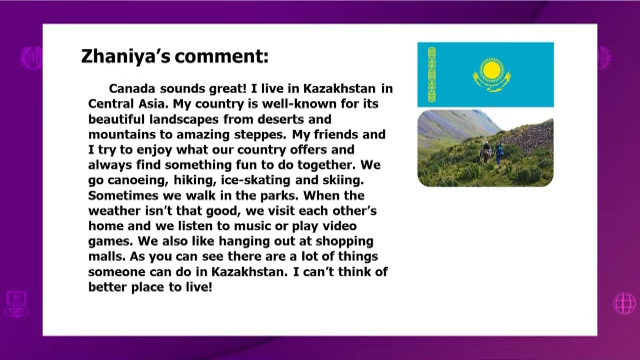 Zhaniya’s comment:
Canada sounds great! I live in Kazakhstan in
Central Asia. My country is well-known for its
beautiful landscapes from deserts and
mountains to amazing steppes. My friends and
I try to enjoy what our country offers and
always find something fun to do together. We
go canoeing, hiking, ice-skating and skiing.
Sometimes we walk in the parks. When the
weather isn’t that good, we visit each other’s
home and we listen to music or play video
games. We also like hanging out at shopping
malls. As you can see there are a lot of things
someone can do in Kazakhstan. I can’t think of
better place to live!